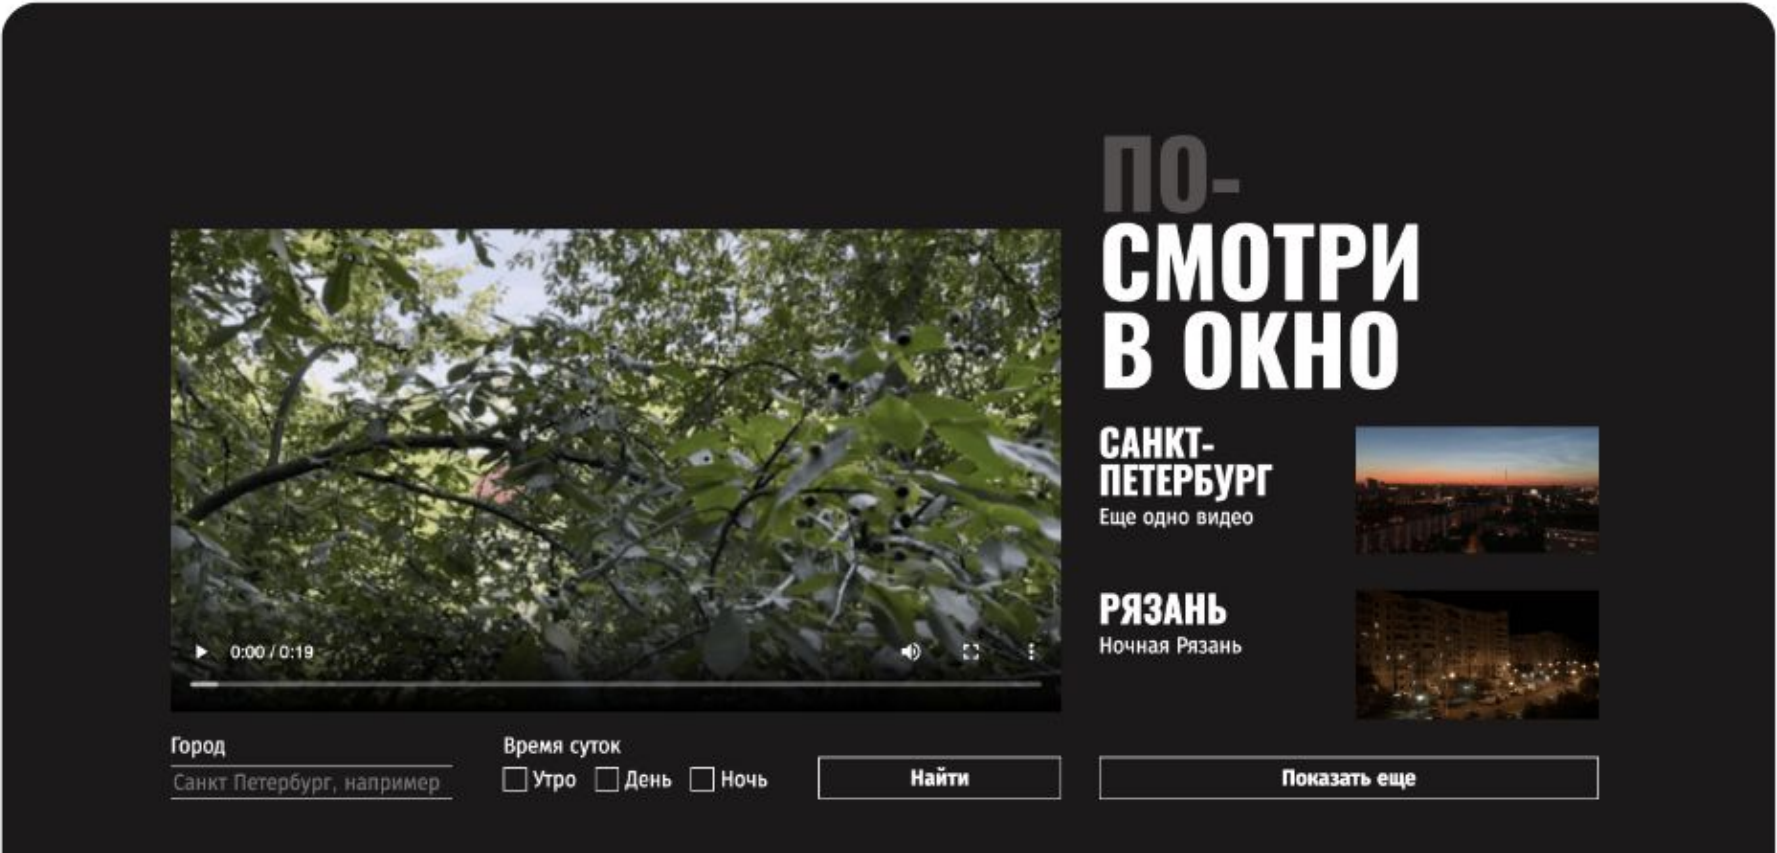 ПО-
СМОТРИ
В ОКНО
САНКТ-
ПЕТЕРБУРГ
Еще одно видео
РЯЗАНЬ
Ночная Рязань
0:00 / 0:19
Город
Санкт Петербург, например
Время суток
Утро
День
Ночь
Найти
Показать еще